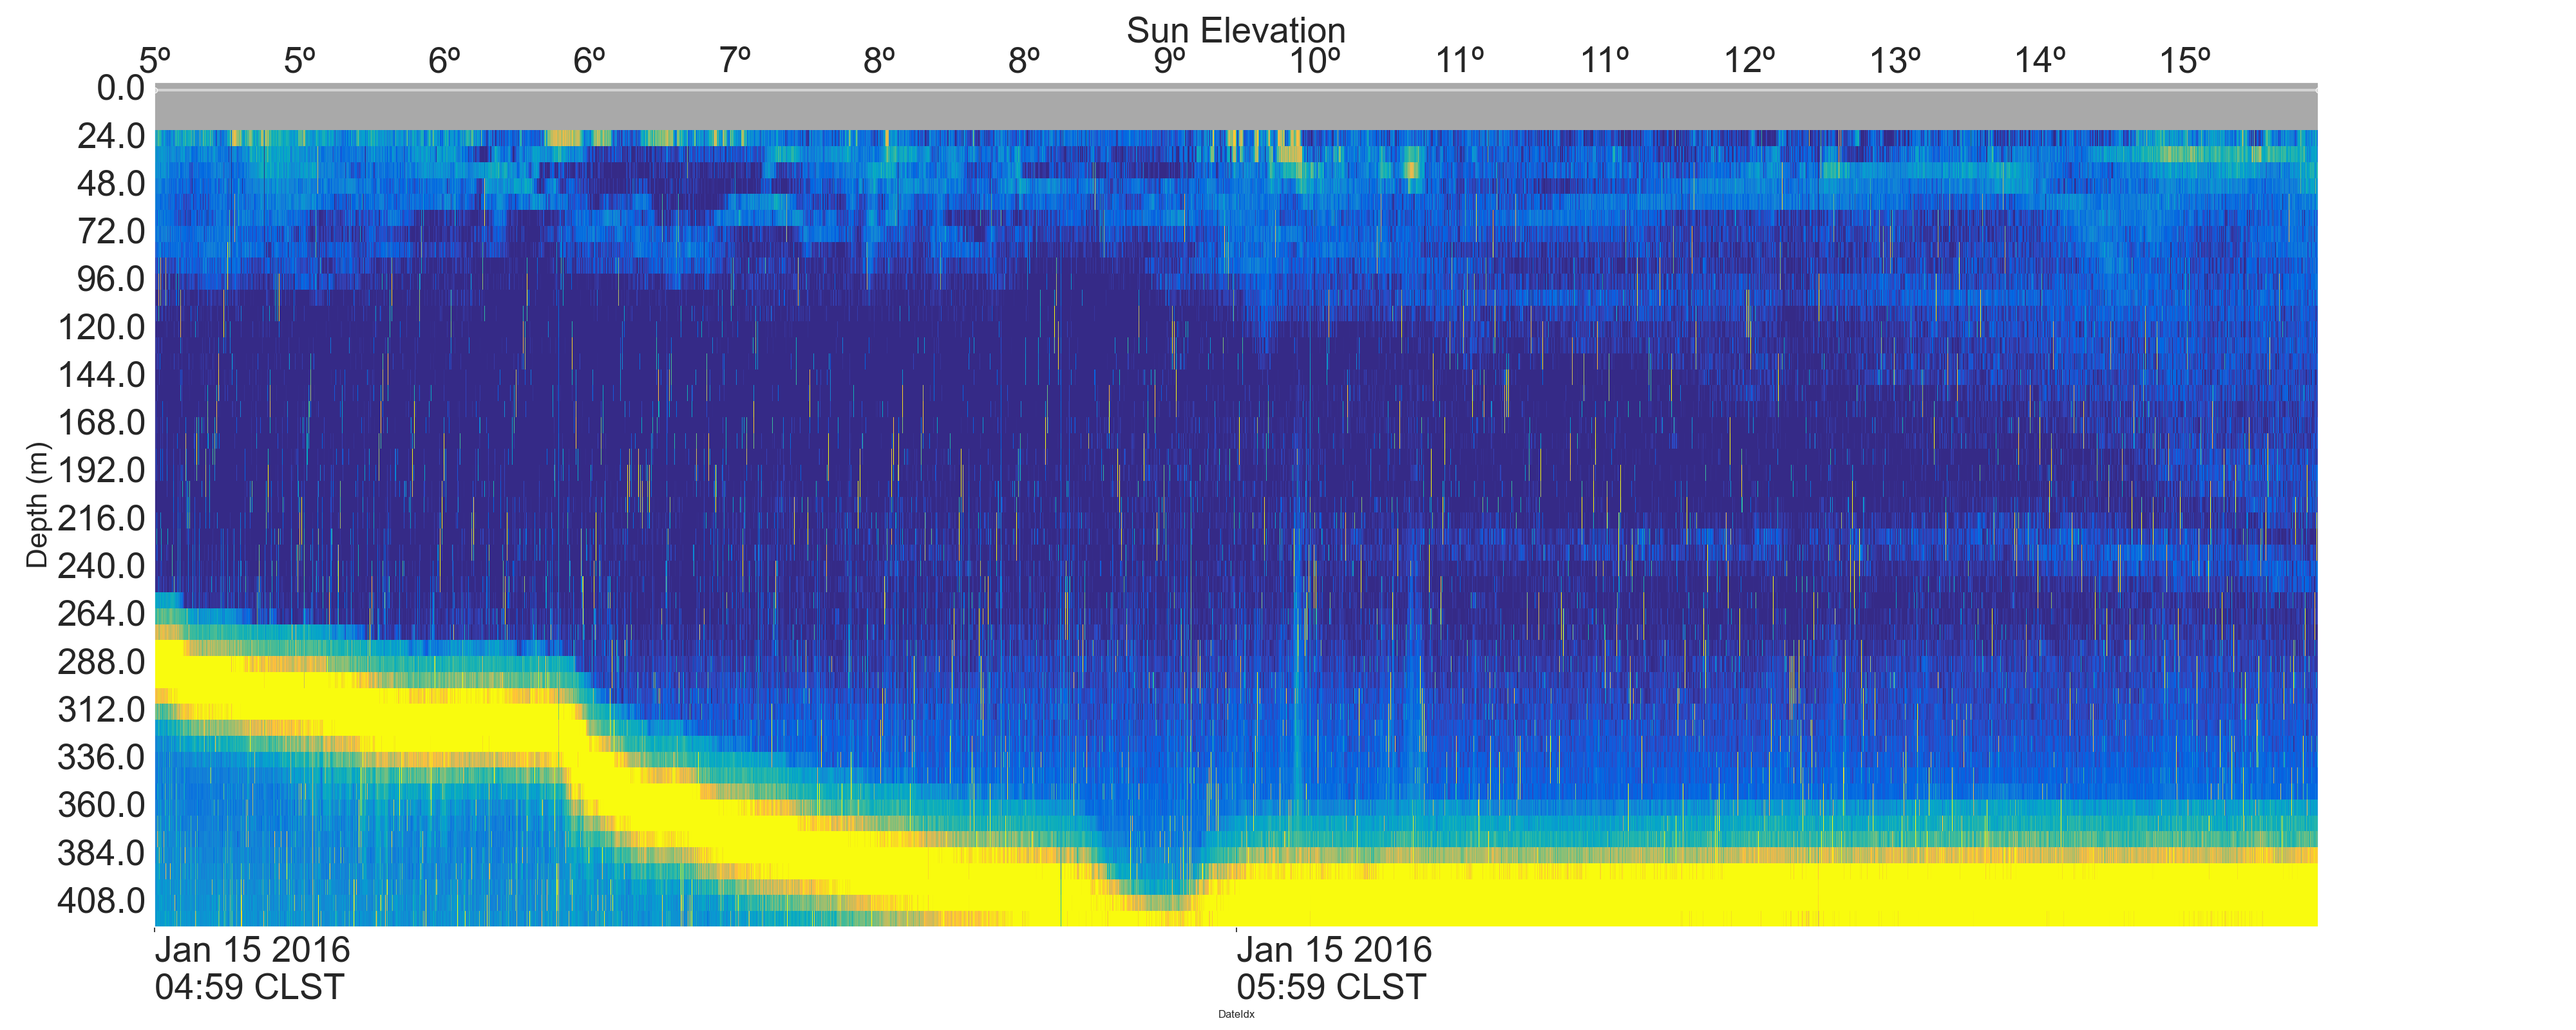 Sun Elevation
5º 5º 6º 6º 7º 8º 8º 9º 10º 11º 11º 12º 13º 14º 15º
0.0
24.0
48.0
72.0
96.0
120.0
144.0
168.0
192.0
216.0
240.0
264.0
288.0
312.0
336.0
360.0
384.0
408.0
Depth (m)
Jan 15 2016
04:59 CLST
Jan 15 2016
05:59 CLST
DateIdx